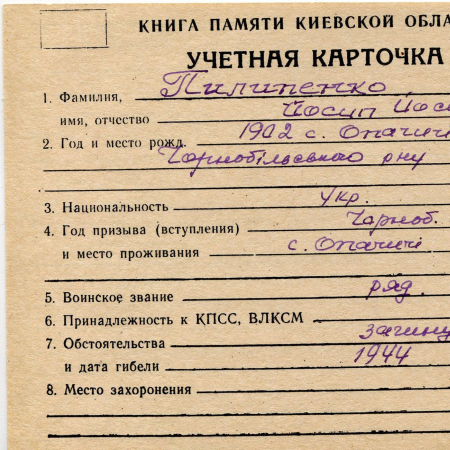 КНИГА ПАМЯТИ КИЕВСКОЙ ОБЛА
УЧЕТНАЯ КАРТОЧКА
1. Фамилия, Пилипенко
имя, отчество Йосип Йос
2. Год и место рожд. 1902 с. Опачичі
Чорнобильського р-ну
3. Национальность укр.
4. Год призыва (вступления) Чорноб.
и место проживания с. Опачичі
5. Воинское звание ряд.
6. Принадлежность к КПСС, ВЛКСМ
7. Обстоятельства загину
и дата гибели 1944
8. Место захоронения